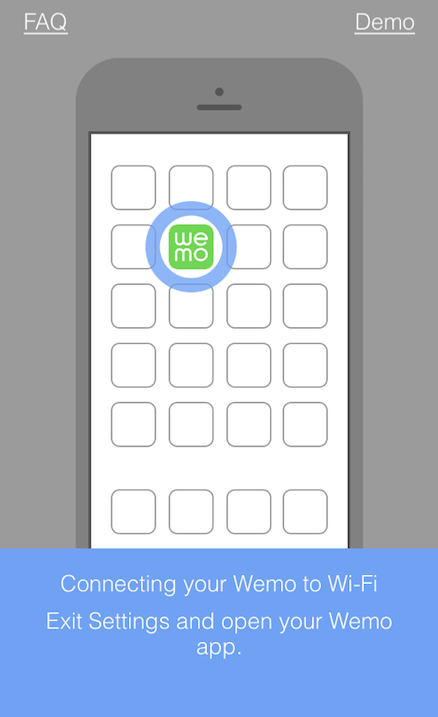 FAQ
Demo
we
mo
Connecting your Wemo to Wi-Fi
Exit Settings and open your Wemo
app.